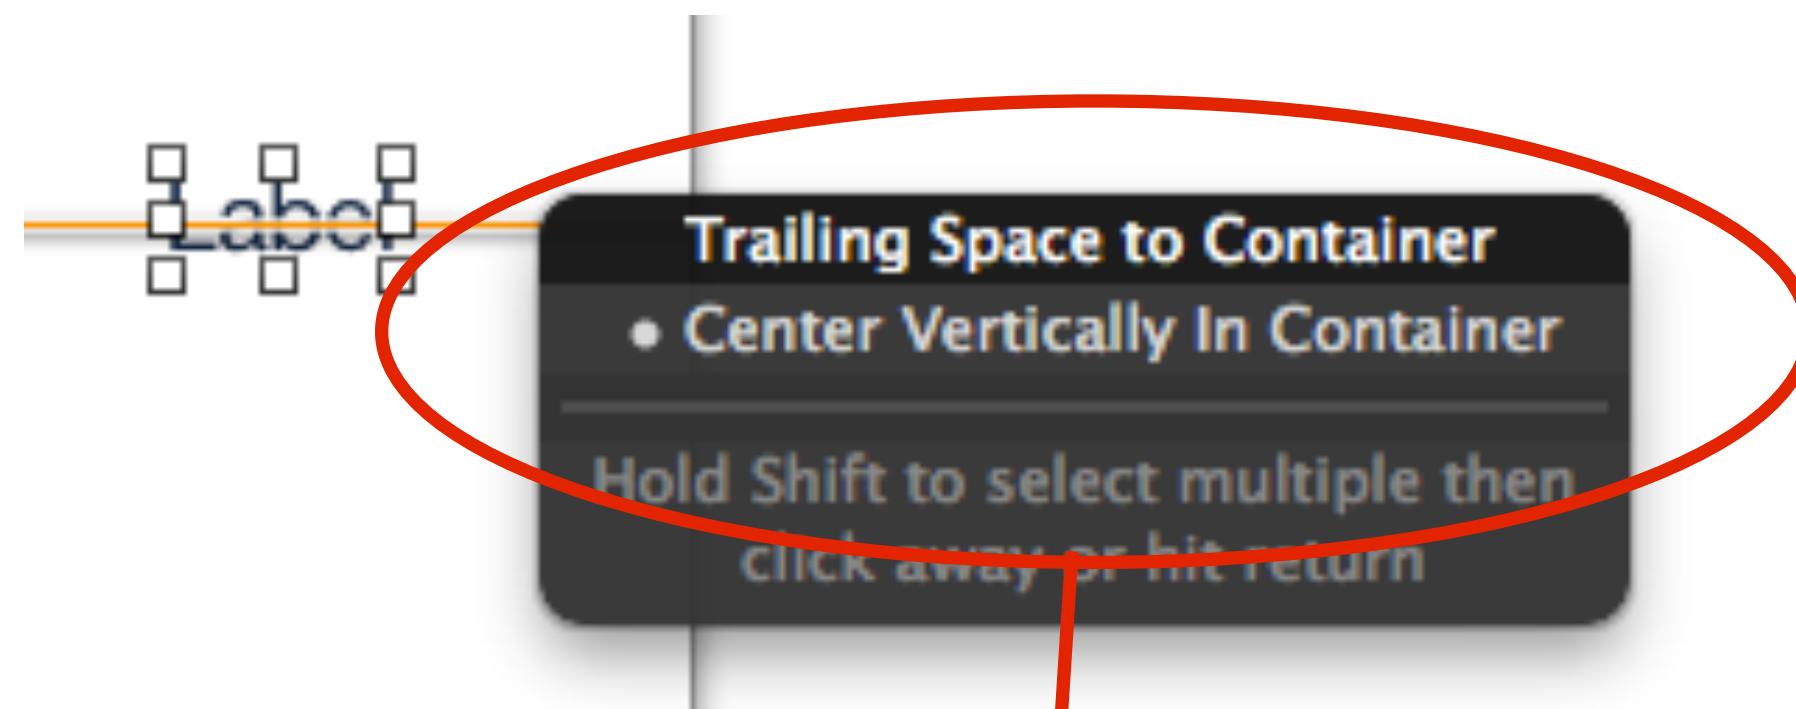 Label
Trailing Space to Container
• Center Vertically In Container
Hold Shift to select multiple then
click away or hit return